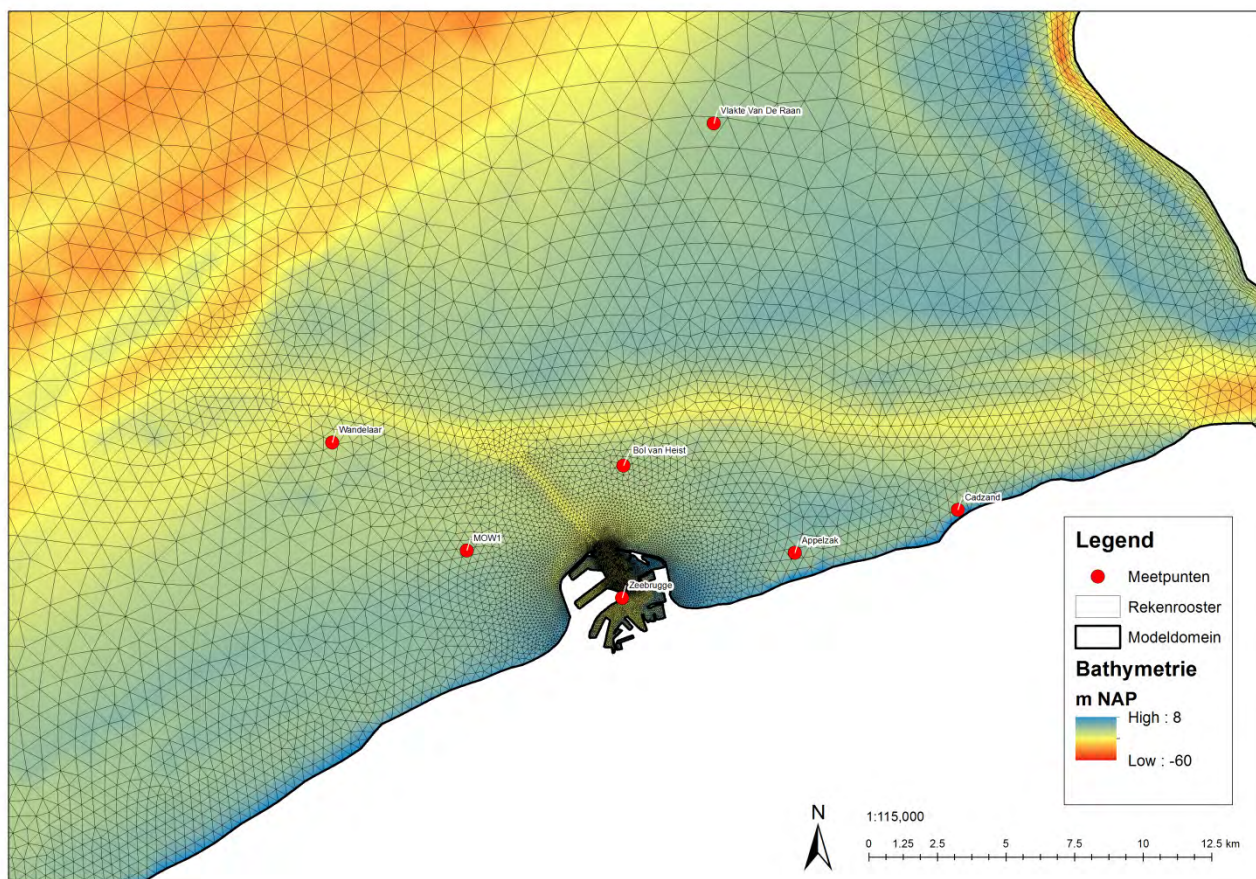 Vlakte Van De Raan
Wandelaar
Bol van Heist
Cadzand
MOW1
Appelzak
Zeebrugge
Legend
Meetpunten
Rekenrooster
Modeldomein
Bathymetrie
m NAP
High : 8
Low : -60
N
1:115,000
0 1.25 2.5 5 7.5 10 12.5 km